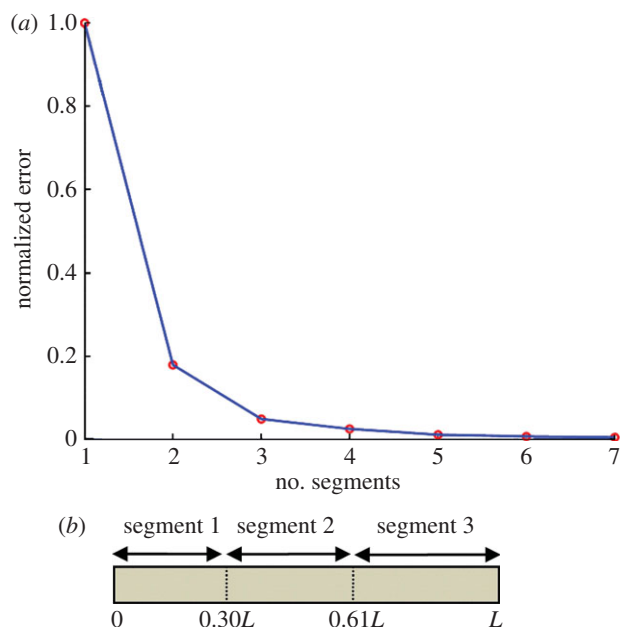 (a)
1.0
0.8
0.6
0.4
0.2
0
normalized error
1 2 3 4 5 6 7
no. segments
(b)
segment 1 segment 2 segment 3
0 0.30L 0.61L L